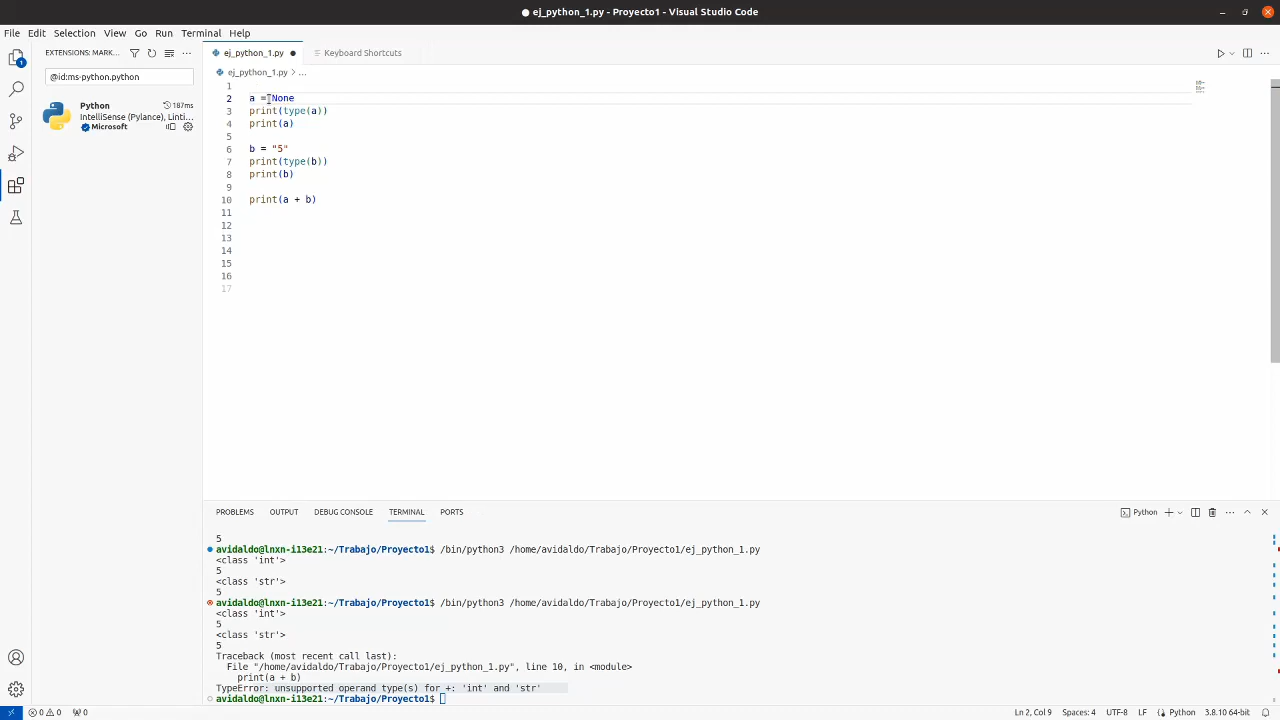 ej_python_1.py - Proyecto1 - Visual Studio Code
File Edit Selection View Go Run Terminal Help
EXTENSIONS: MARK...
@id:ms-python.python
Python 187ms
IntelliSense (Pylance), Linti...
Microsoft
1
ej_python_1.py
Keyboard Shortcuts
ej_python_1.py > ...
1
2 a = None
3 print(type(a))
4 print(a)
5
6 b = "5"
7 print(type(b))
8 print(b)
9
10 print(a + b)
11
12
13
14
15
16
17
PROBLEMS OUTPUT DEBUG CONSOLE TERMINAL PORTS
Python
5
avidaldo@lnxn-i13e21:~/Trabajo/Proyecto1$ /bin/python3 /home/avidaldo/Trabajo/Proyecto1/ej_python_1.py
<class 'int'>
5
<class 'str'>
5
avidaldo@lnxn-i13e21:~/Trabajo/Proyecto1$ /bin/python3 /home/avidaldo/Trabajo/Proyecto1/ej_python_1.py
<class 'int'>
5
<class 'str'>
5
Traceback (most recent call last):
File "/home/avidaldo/Trabajo/Proyecto1/ej_python_1.py", line 10, in <module>
print(a + b)
TypeError: unsupported operand type(s) for +: 'int' and 'str'
avidaldo@lnxn-i13e21:~/Trabajo/Proyecto1$
0 0 0 Ln 2, Col 9 Spaces: 4 UTF-8 LF Python 3.8.10 64-bit